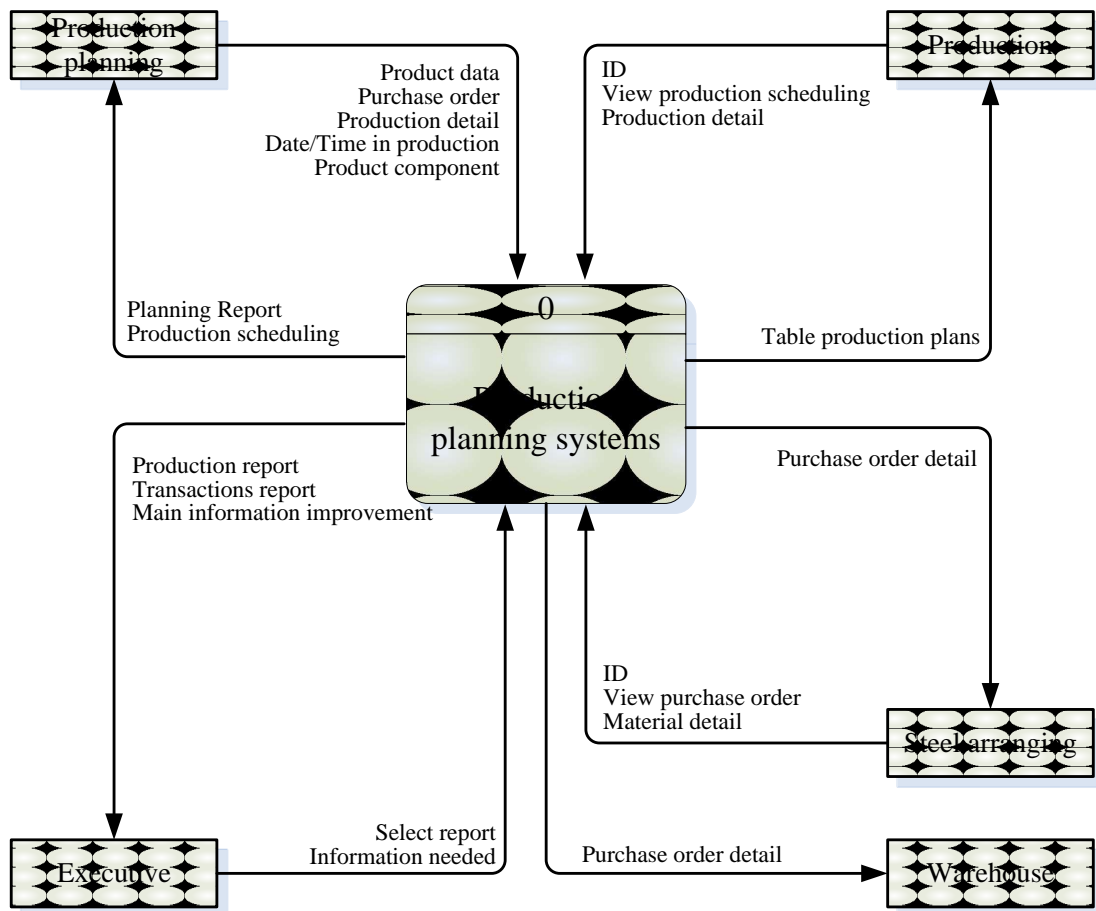 Production
planning
Production
Product data
Purchase order
Production detail
Date/Time in production
Product component
ID
View production scheduling
Production detail
0
Production
planning systems
Planning Report
Production scheduling
Table production plans
Production report
Transactions report
Main information improvement
Purchase order detail
ID
View purchase order
Material detail
Steel arranging
Select report
Information needed
Purchase order detail
Executive
Warehouse